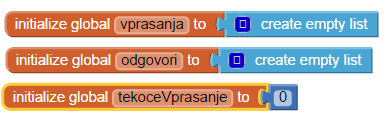 initialize global vprasanja to create empty list
initialize global odgovori to create empty list
initialize global tekoceVprasanje to 0